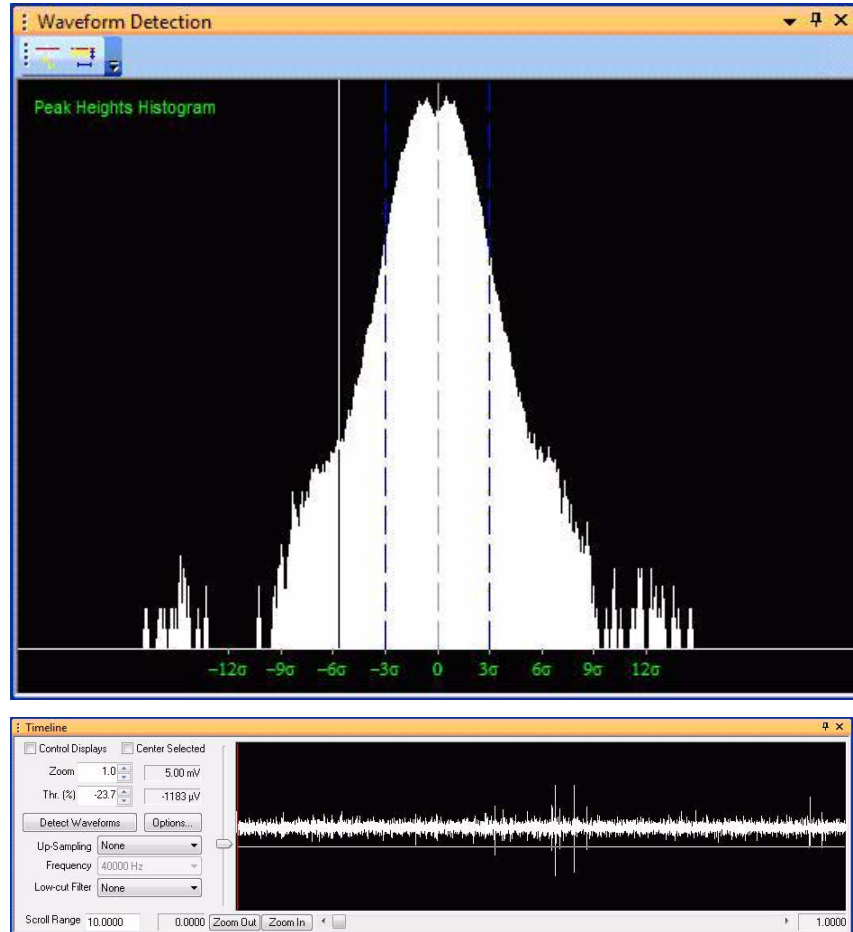 Waveform Detection
Peak Heights Histogram
-12σ -9σ -6σ -3σ 0 3σ 6σ 9σ 12σ
Timeline
Control Displays Center Selected
Zoom 1.0 5.00 mV
Thr. (%) -23.7 -1183 µV
Detect Waveforms Options...
Up-Sampling None
Frequency 40000 Hz
Low-cut Filter None
Scroll Range 10.0000 0.0000 Zoom Out Zoom In 1.0000